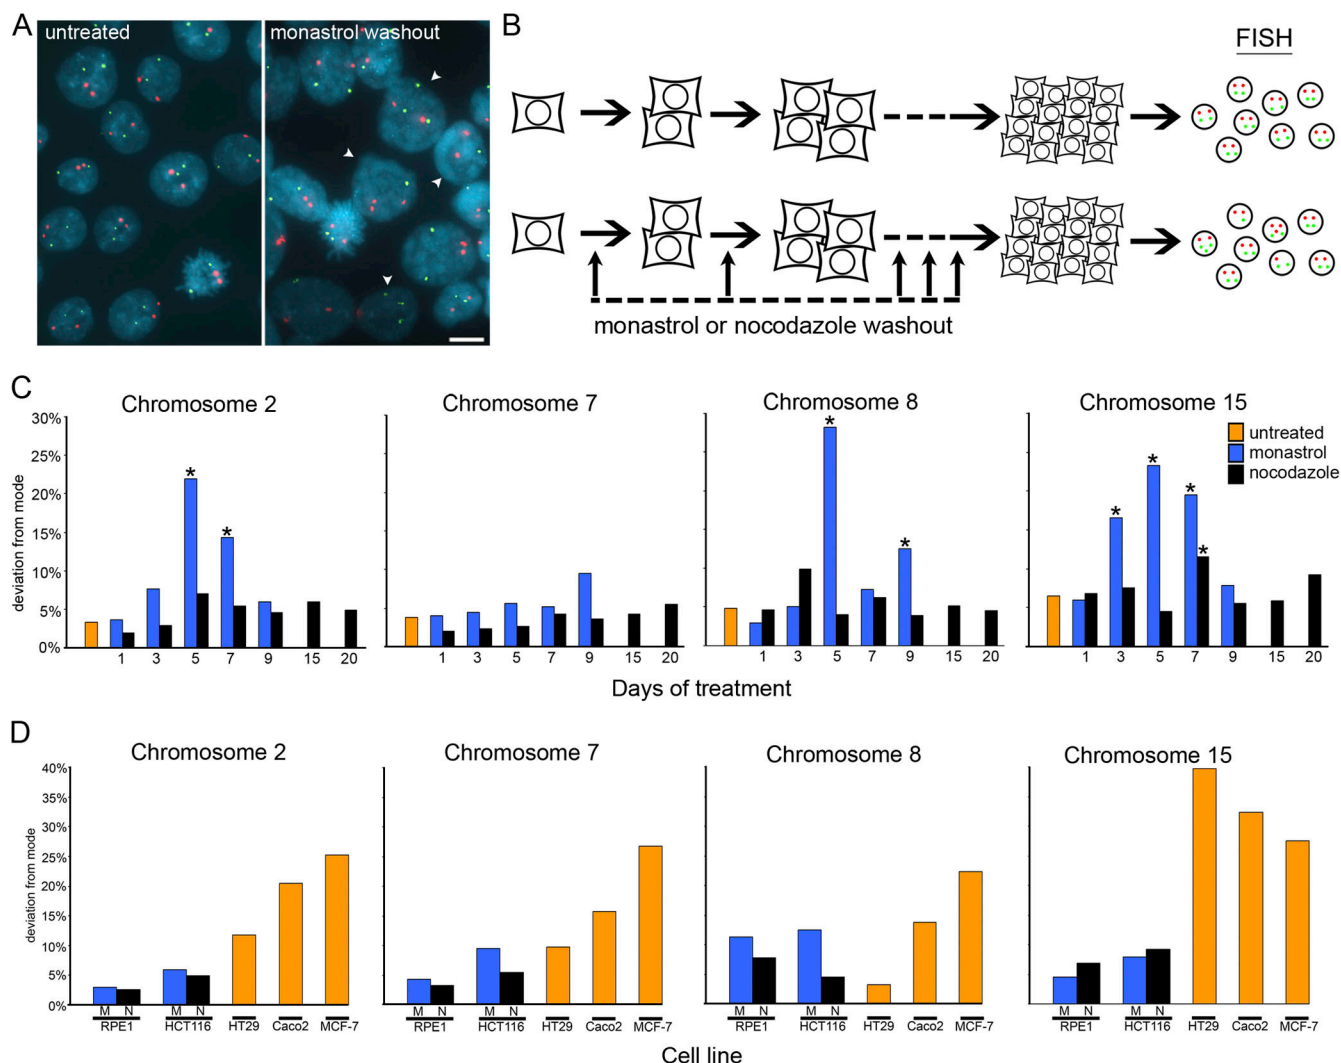 A
untreated
monastrol washout
B
FISH
monastrol or nocodazole washout
C
Chromosome 2
Chromosome 7
Chromosome 8
Chromosome 15
30%
25%
20%
15%
10%
5%
0%
deviation from mode
* *
* *
* * * *
untreated
monastrol
nocodazole
1 3 5 7 9 15 20
1 3 5 7 9 15 20
1 3 5 7 9 15 20
1 3 5 7 9 15 20
Days of treatment
D
Chromosome 2
Chromosome 7
Chromosome 8
Chromosome 15
40%
35%
30%
25%
20%
15%
10%
5%
0%
deviation from mode
M N M N
RPE1 HCT116 HT29 Caco2 MCF-7
M N M N
RPE1 HCT116 HT29 Caco2 MCF-7
M N M N
RPE1 HCT116 HT29 Caco2 MCF-7
M N M N
RPE1 HCT116 HT29 Caco2 MCF-7
Cell line